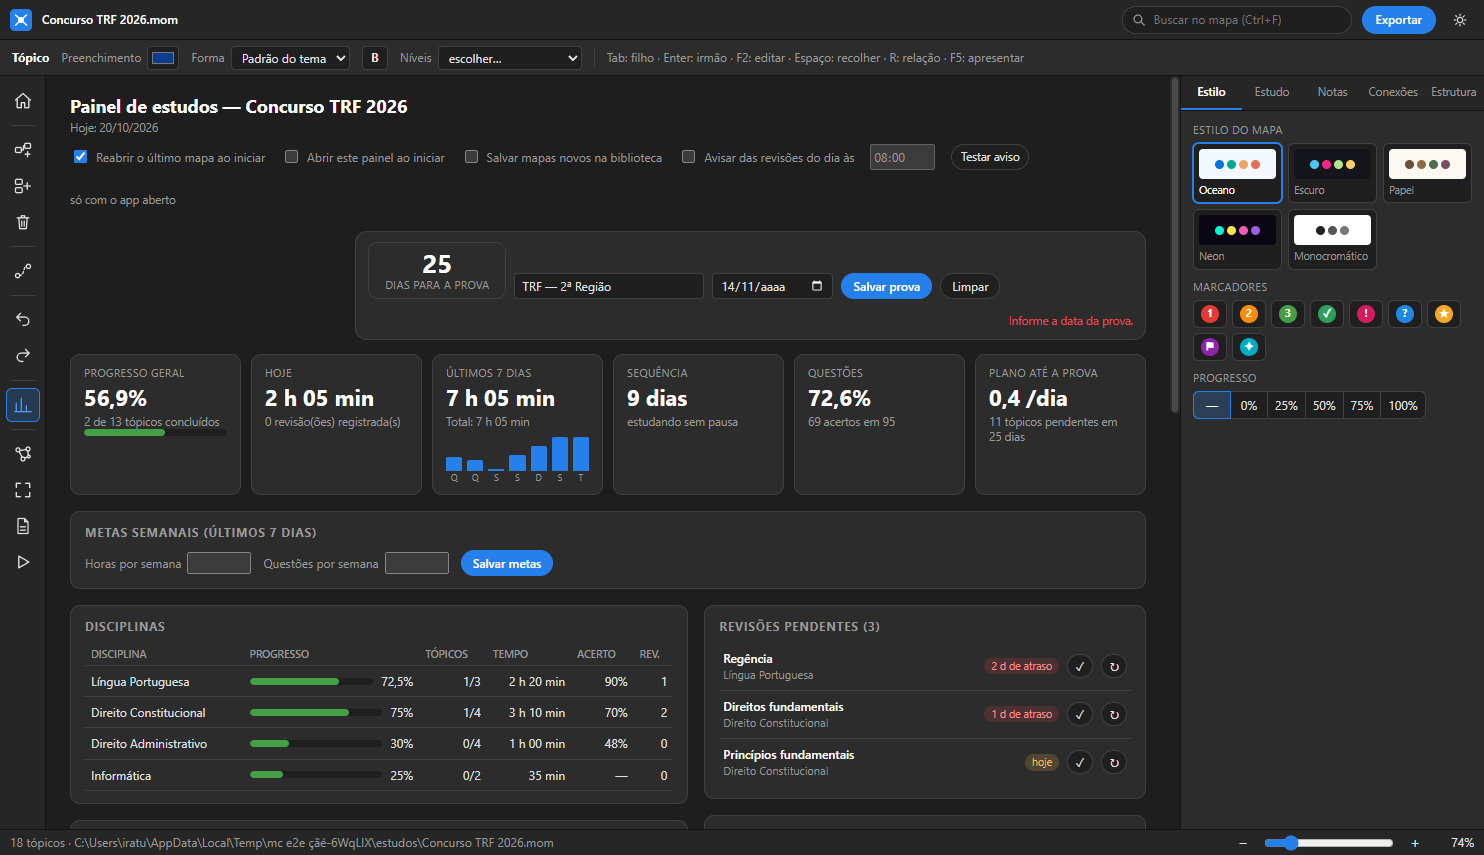 Concurso TRF 2026.mom
Buscar no mapa (Ctrl+F)
Exportar
Tópico Preenchimento Forma Padrão do tema B Níveis escolher... Tab: filho · Enter: irmão · F2: editar · Espaço: recolher · R: relação · F5: apresentar
Painel de estudos — Concurso TRF 2026
Hoje: 20/10/2026
Reabrir o último mapa ao iniciar Abrir este painel ao iniciar Salvar mapas novos na biblioteca Avisar das revisões do dia às 08:00 Testar aviso
só com o app aberto
25
DIAS PARA A PROVA
TRF — 2ª Região 14/11/aaaa Salvar prova Limpar
Informe a data da prova.
PROGRESSO GERAL
56,9%
2 de 13 tópicos concluídos
HOJE
2 h 05 min
0 revisão(ões) registrada(s)
ÚLTIMOS 7 DIAS
7 h 05 min
Total: 7 h 05 min
Q Q S S D S T
SEQUÊNCIA
9 dias
estudando sem pausa
QUESTÕES
72,6%
69 acertos em 95
PLANO ATÉ A PROVA
0,4 /dia
11 tópicos pendentes em
25 dias
METAS SEMANAIS (ÚLTIMOS 7 DIAS)
Horas por semana Questões por semana Salvar metas
DISCIPLINAS
DISCIPLINA PROGRESSO TÓPICOS TEMPO ACERTO REV.
Língua Portuguesa 72,5% 1/3 2 h 20 min 90% 1
Direito Constitucional 75% 1/4 3 h 10 min 70% 2
Direito Administrativo 30% 0/4 1 h 00 min 48% 0
Informática 25% 0/2 35 min — 0
REVISÕES PENDENTES (3)
Regência
Língua Portuguesa
2 d de atraso ✓ ↻
Direitos fundamentais
Direito Constitucional
1 d de atraso ✓ ↻
Princípios fundamentais
Direito Constitucional
hoje ✓ ↻
Estilo Estudo Notas Conexões Estrutura
ESTILO DO MAPA
Oceano Escuro Papel
Neon Monocromático
MARCADORES
1 2 3 ✓ ! ? ★
PROGRESSO
— 0% 25% 50% 75% 100%
18 tópicos · C:\Users\iratu\AppData\Local\Temp\mc e2e çãé-6WqLIX\estudos\Concurso TRF 2026.mom
− + 74%